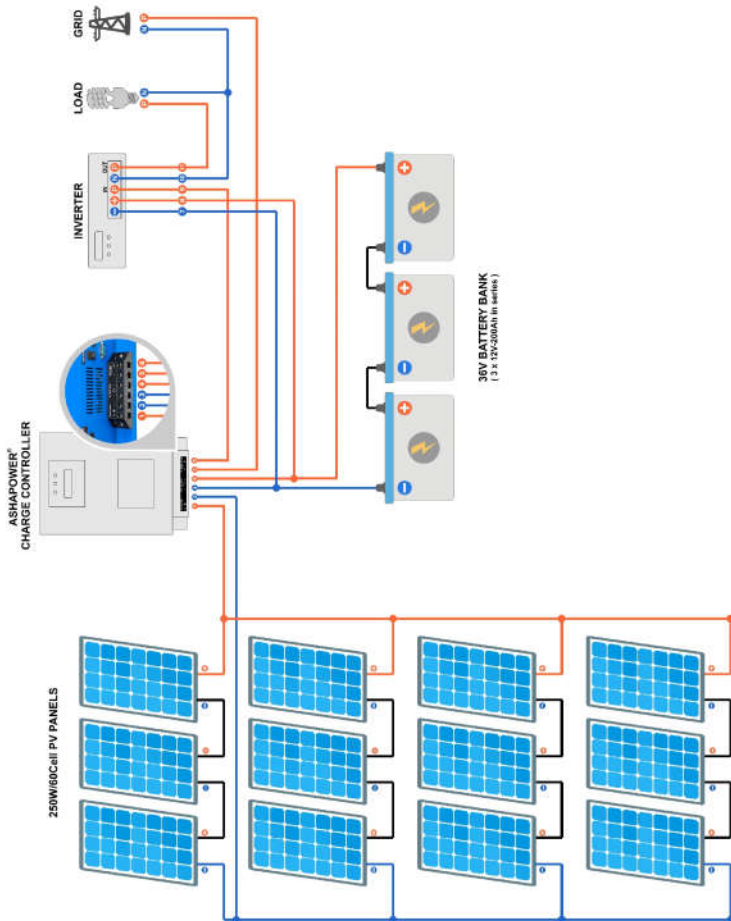 GRID
LOAD
INVERTER
OUT
IN
ASHAPOWER®
CHARGE CONTROLLER
36V BATTERY BANK
( 3 x 12V-200Ah in series )
250W/60Cell PV PANELS